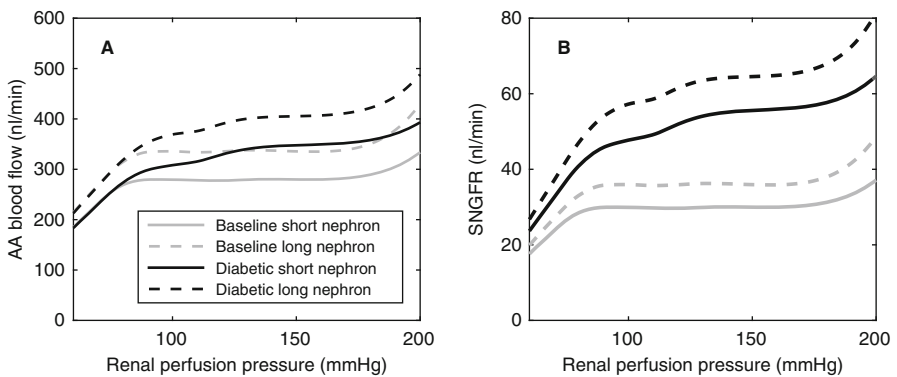 600
500
400
300
200
100
0
A
AA blood flow (nl/min)
Baseline short nephron
Baseline long nephron
Diabetic short nephron
Diabetic long nephron
100 150 200
Renal perfusion pressure (mmHg)
80
60
40
20
0
B
SNGFR (nl/min)
100 150 200
Renal perfusion pressure (mmHg)